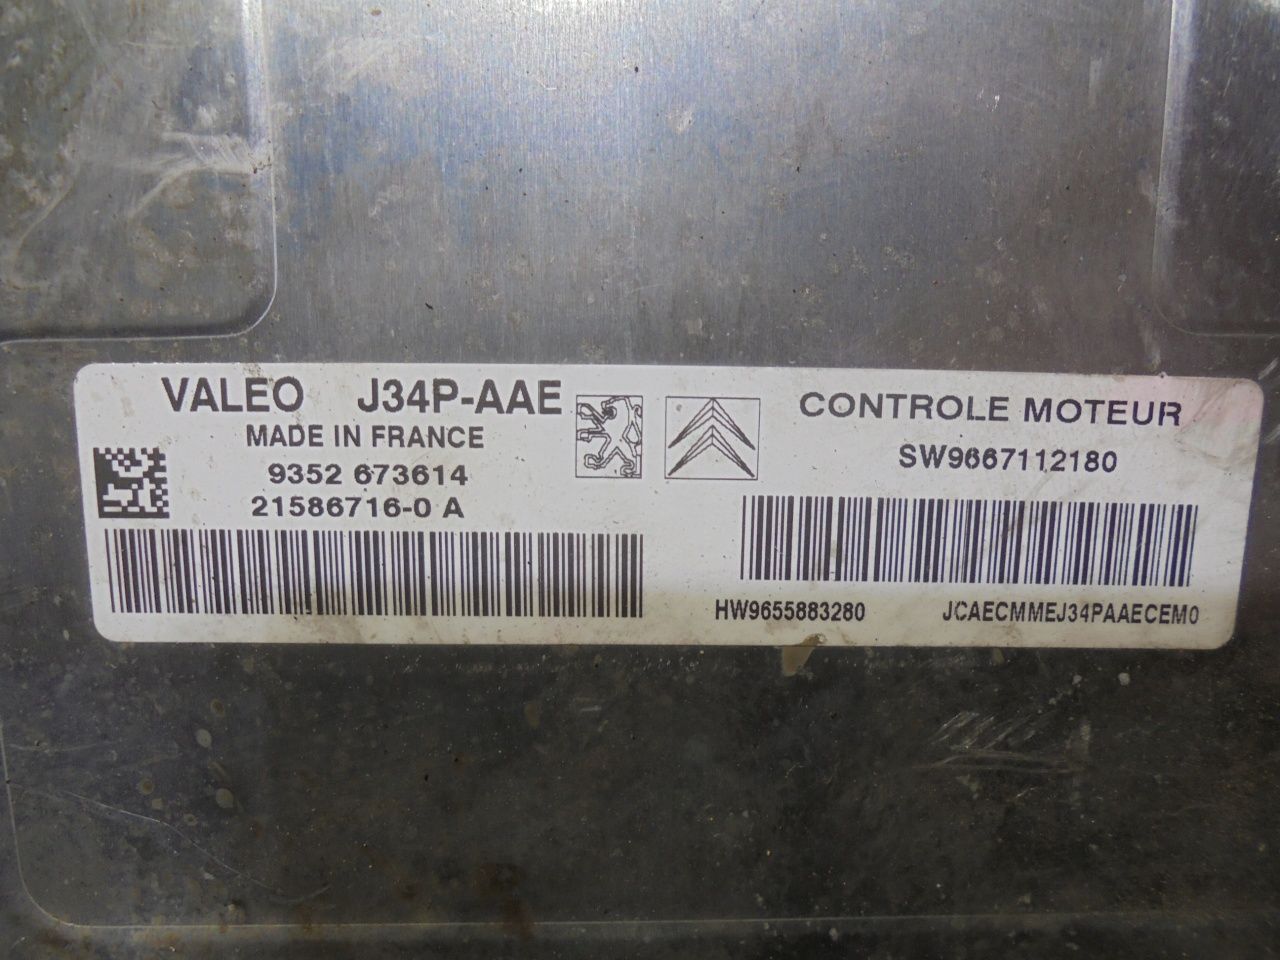 VALEO J34P-AAE
MADE IN FRANCE
9352 673614
21586716-0 A
CONTROLE MOTEUR
SW9667112180
HW9655883280 JCAECMMEJ34PAAECEM0